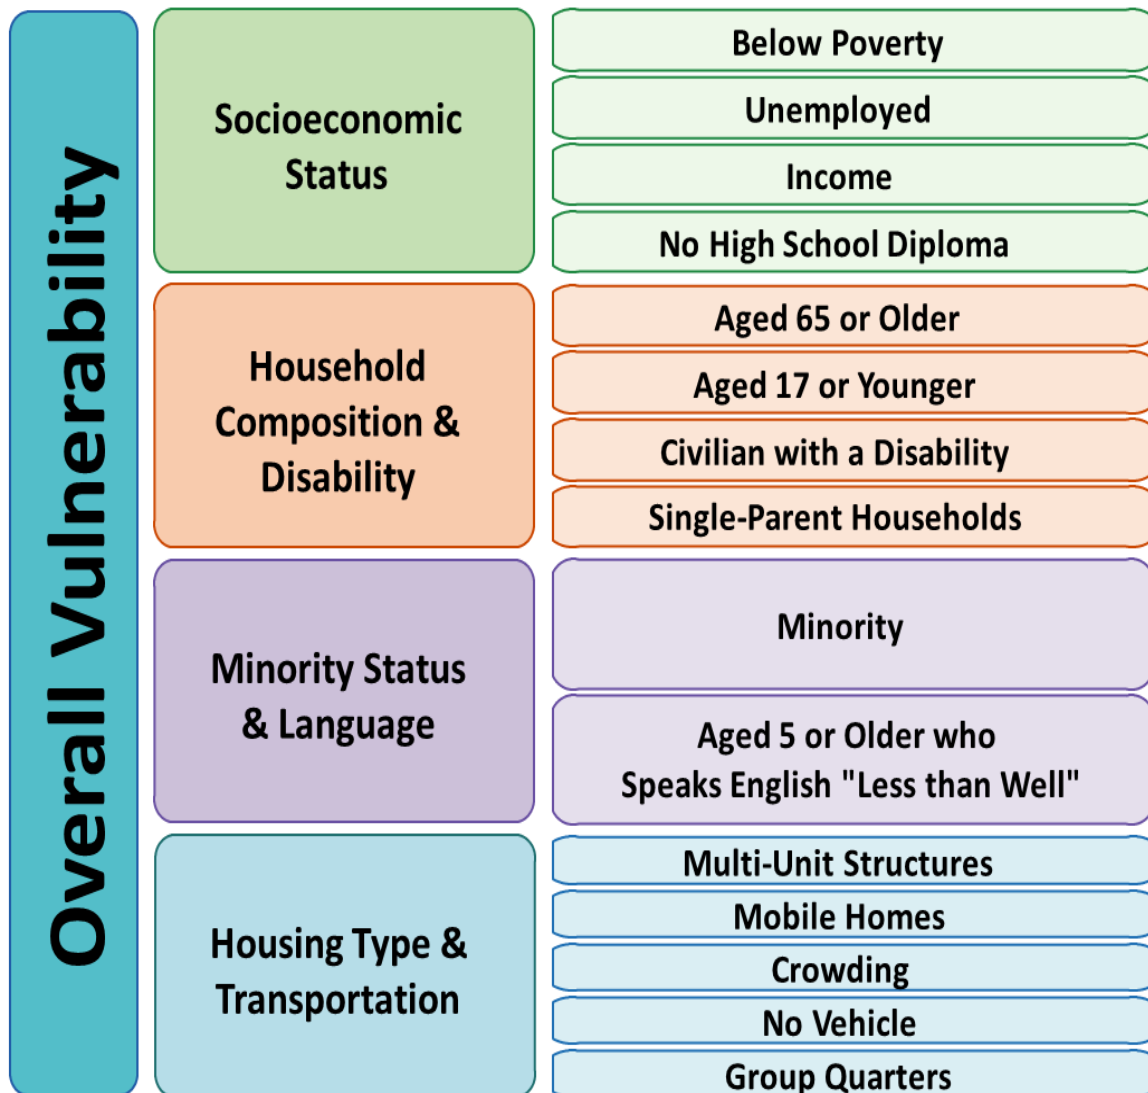 Overall Vulnerability
Socioeconomic
Status
Below Poverty
Unemployed
Income
No High School Diploma
Household
Composition &
Disability
Aged 65 or Older
Aged 17 or Younger
Civilian with a Disability
Single-Parent Households
Minority Status
& Language
Minority
Aged 5 or Older who
Speaks English "Less than Well"
Housing Type &
Transportation
Multi-Unit Structures
Mobile Homes
Crowding
No Vehicle
Group Quarters